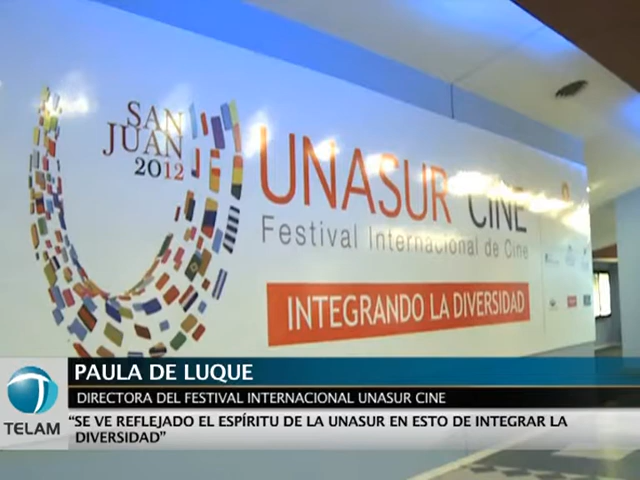 SAN
JUAN
2012
UNASUR CINE
Festival Internacional de Cine
INTEGRANDO LA DIVERSIDAD
PAULA DE LUQUE
DIRECTORA DEL FESTIVAL INTERNACIONAL UNASUR CINE
TELAM
“SE VE REFLEJADO EL ESPÍRITU DE LA UNASUR EN ESTO DE INTEGRAR LA
DIVERSIDAD”